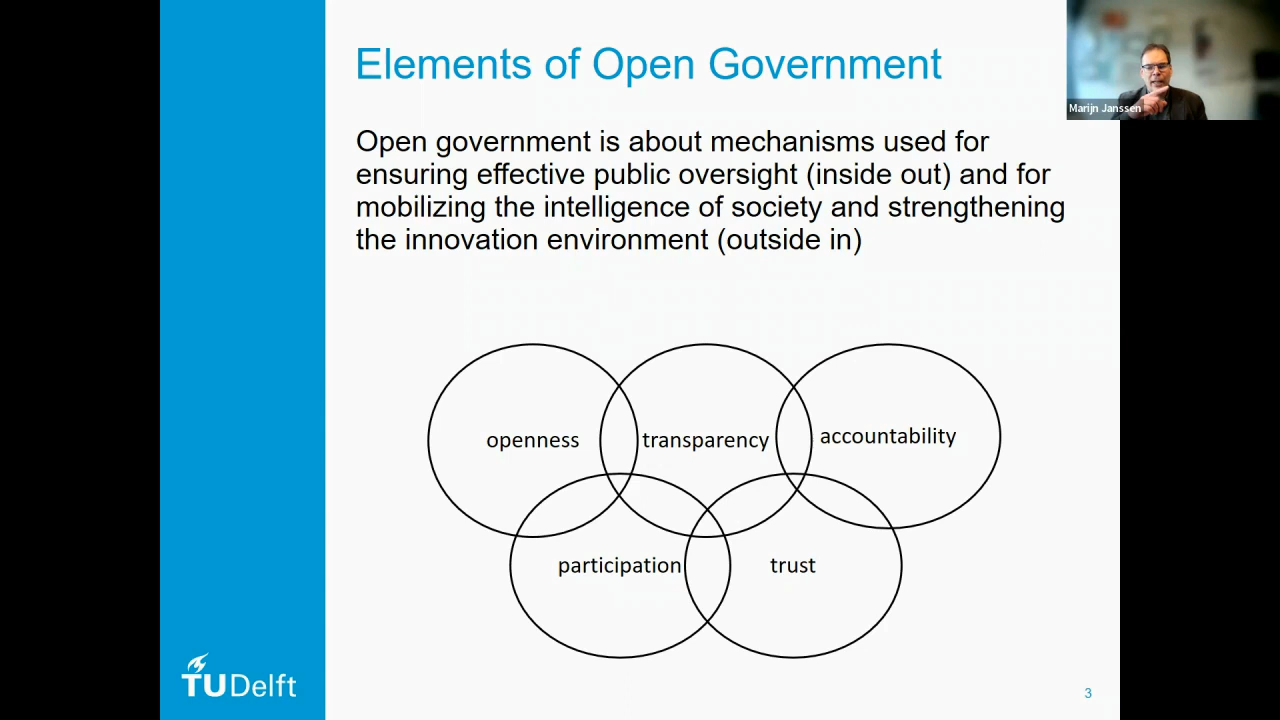 Elements of Open Government
Marijn Janssen
Open government is about mechanisms used for
ensuring effective public oversight (inside out) and for
mobilizing the intelligence of society and strengthening
the innovation environment (outside in)
openness
transparency
accountability
participation
trust
TUDelft
3